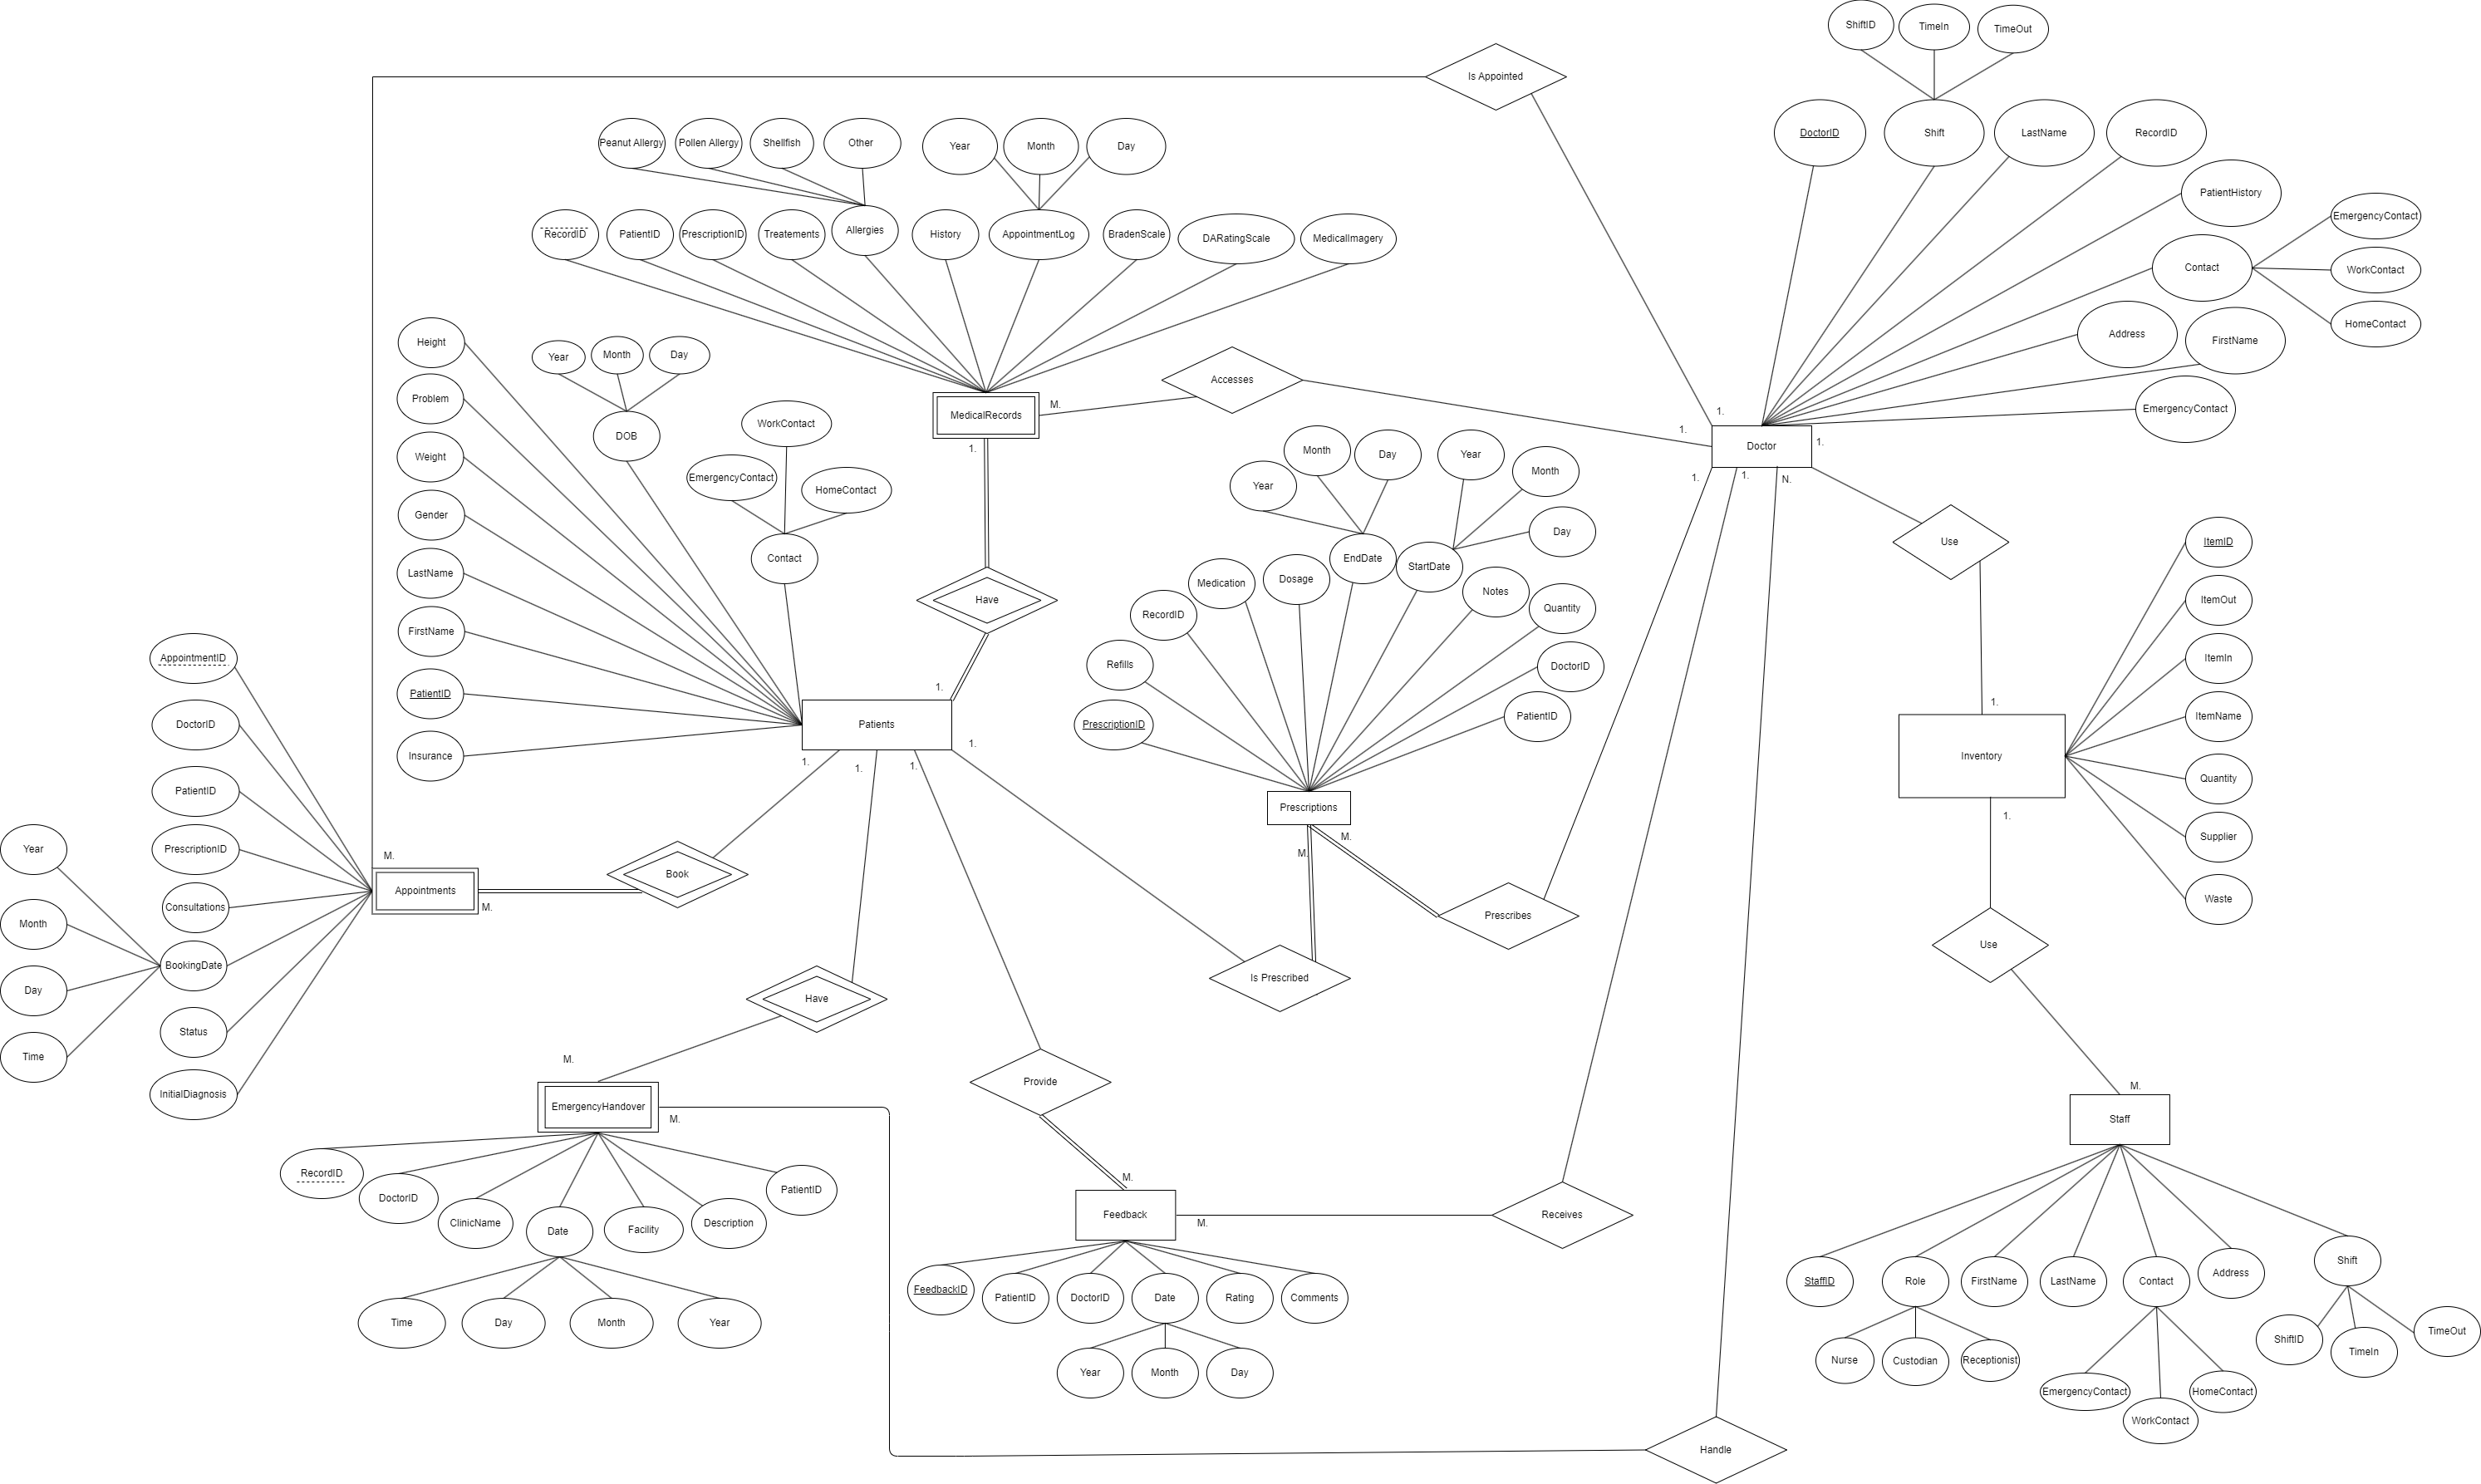 ShiftID
TimeIn
TimeOut
Is Appointed
DoctorID
Shift
LastName
RecordID
Peanut Allergy
Pollen Allergy
Shellfish
Other
Year
Month
Day
PatientHistory
EmergencyContact
RecordID
PatientID
PrescriptionID
Treatements
Allergies
History
AppointmentLog
BradenScale
DARatingScale
MedicalImagery
Contact
WorkContact
HomeContact
Address
FirstName
Height
Year
Month
Day
Accesses
Problem
DOB
WorkContact
MedicalRecords
M.
1.
EmergencyContact
1.
1.
Doctor
1.
Weight
EmergencyContact
HomeContact
1.
Month
Day
Year
Month
Year
1.
1.
N.
Gender
Contact
EndDate
StartDate
Day
Use
ItemID
LastName
Have
Medication
Dosage
Notes
Quantity
ItemOut
FirstName
RecordID
AppointmentID
Refills
DoctorID
ItemIn
PatientID
1.
PrescriptionID
PatientID
1.
ItemName
DoctorID
Patients
Insurance
1.
1.
1.
1.
Inventory
Quantity
PatientID
Prescriptions
1.
Year
PrescriptionID
M.
M.
M.
Supplier
Appointments
M.
Book
Consultations
Prescribes
Waste
Month
BookingDate
Is Prescribed
Use
Day
Have
Status
Time
M.
Provide
M.
InitialDiagnosis
EmergencyHandover
M.
Staff
RecordID
DoctorID
ClinicName
Date
Facility
Description
PatientID
M.
Feedback
M.
Receives
Time
Day
Month
Year
FeedbackID
PatientID
DoctorID
Date
Rating
Comments
Year
Month
Day
StaffID
Role
FirstName
LastName
Contact
Address
Shift
Nurse
Custodian
Receptionist
EmergencyContact
WorkContact
HomeContact
ShiftID
TimeIn
TimeOut
Handle